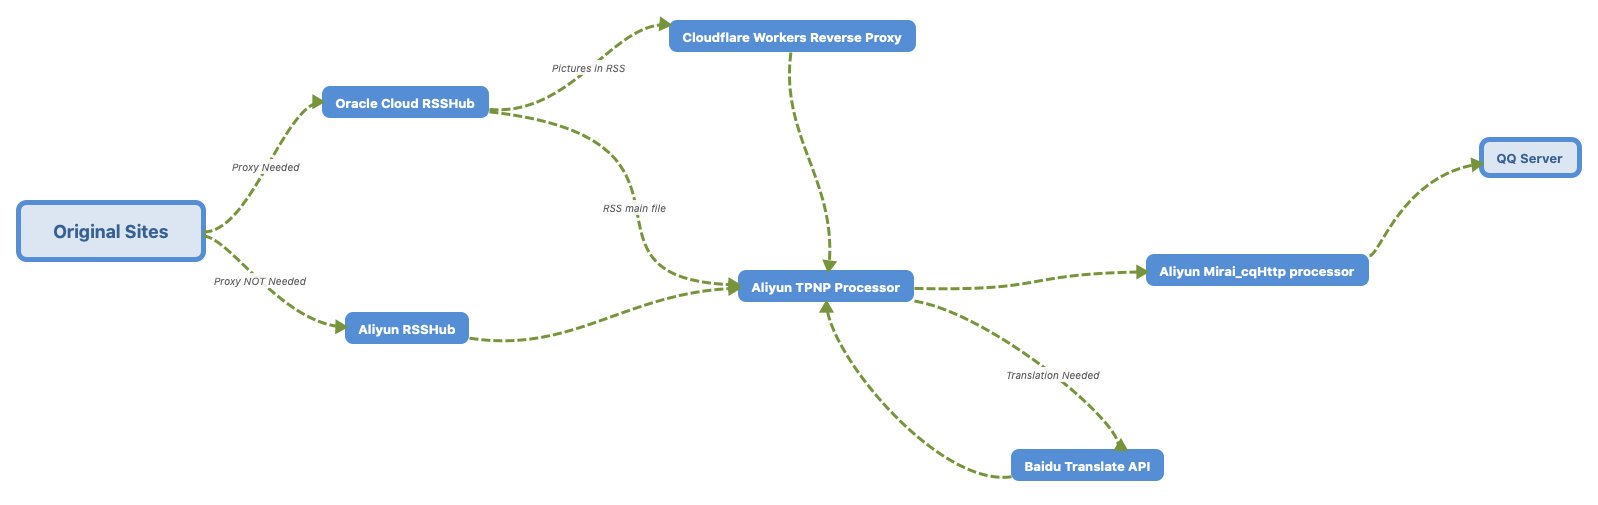 Cloudflare Workers Reverse Proxy
Pictures in RSS
Oracle Cloud RSSHub
Proxy Needed
QQ Server
RSS main file
Original Sites
Proxy NOT Needed
Aliyun Mirai_cqHttp processor
Aliyun TPNP Processor
Aliyun RSSHub
Translation Needed
Baidu Translate API